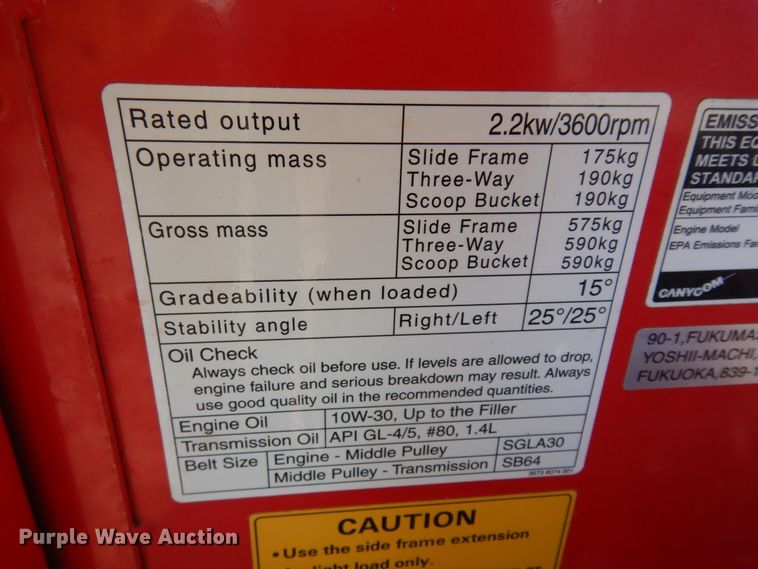 Rated output 2.2kw/3600rpm
Operating mass Slide Frame 175kg
Three-Way 190kg
Scoop Bucket 190kg
Gross mass Slide Frame 575kg
Three-Way 590kg
Scoop Bucket 590kg
Gradeability (when loaded) 15°
Stability angle Right/Left 25°/25°
Oil Check
Always check oil before use. If levels are allowed to drop,
engine failure and serious breakdown may result. Always
use good quality oil in the recommended quantities.
Engine Oil 10W-30, Up to the Filler
Transmission Oil API GL-4/5, #80, 1.4L
Belt Size Engine - Middle Pulley SGLA30
Middle Pulley - Transmission SB64
3573 8074 001
EMISS
THIS EQ
MEETS U
STANDAR
Equipment Mod
Equipment Fami
Engine Model
EPA Emissions Fa
CANYCOM
90-1,FUKUMA
YOSHII-MACHI,
FUKUOKA,839-1
CAUTION
•Use the side frame extension
light load only.
Purple Wave Auction